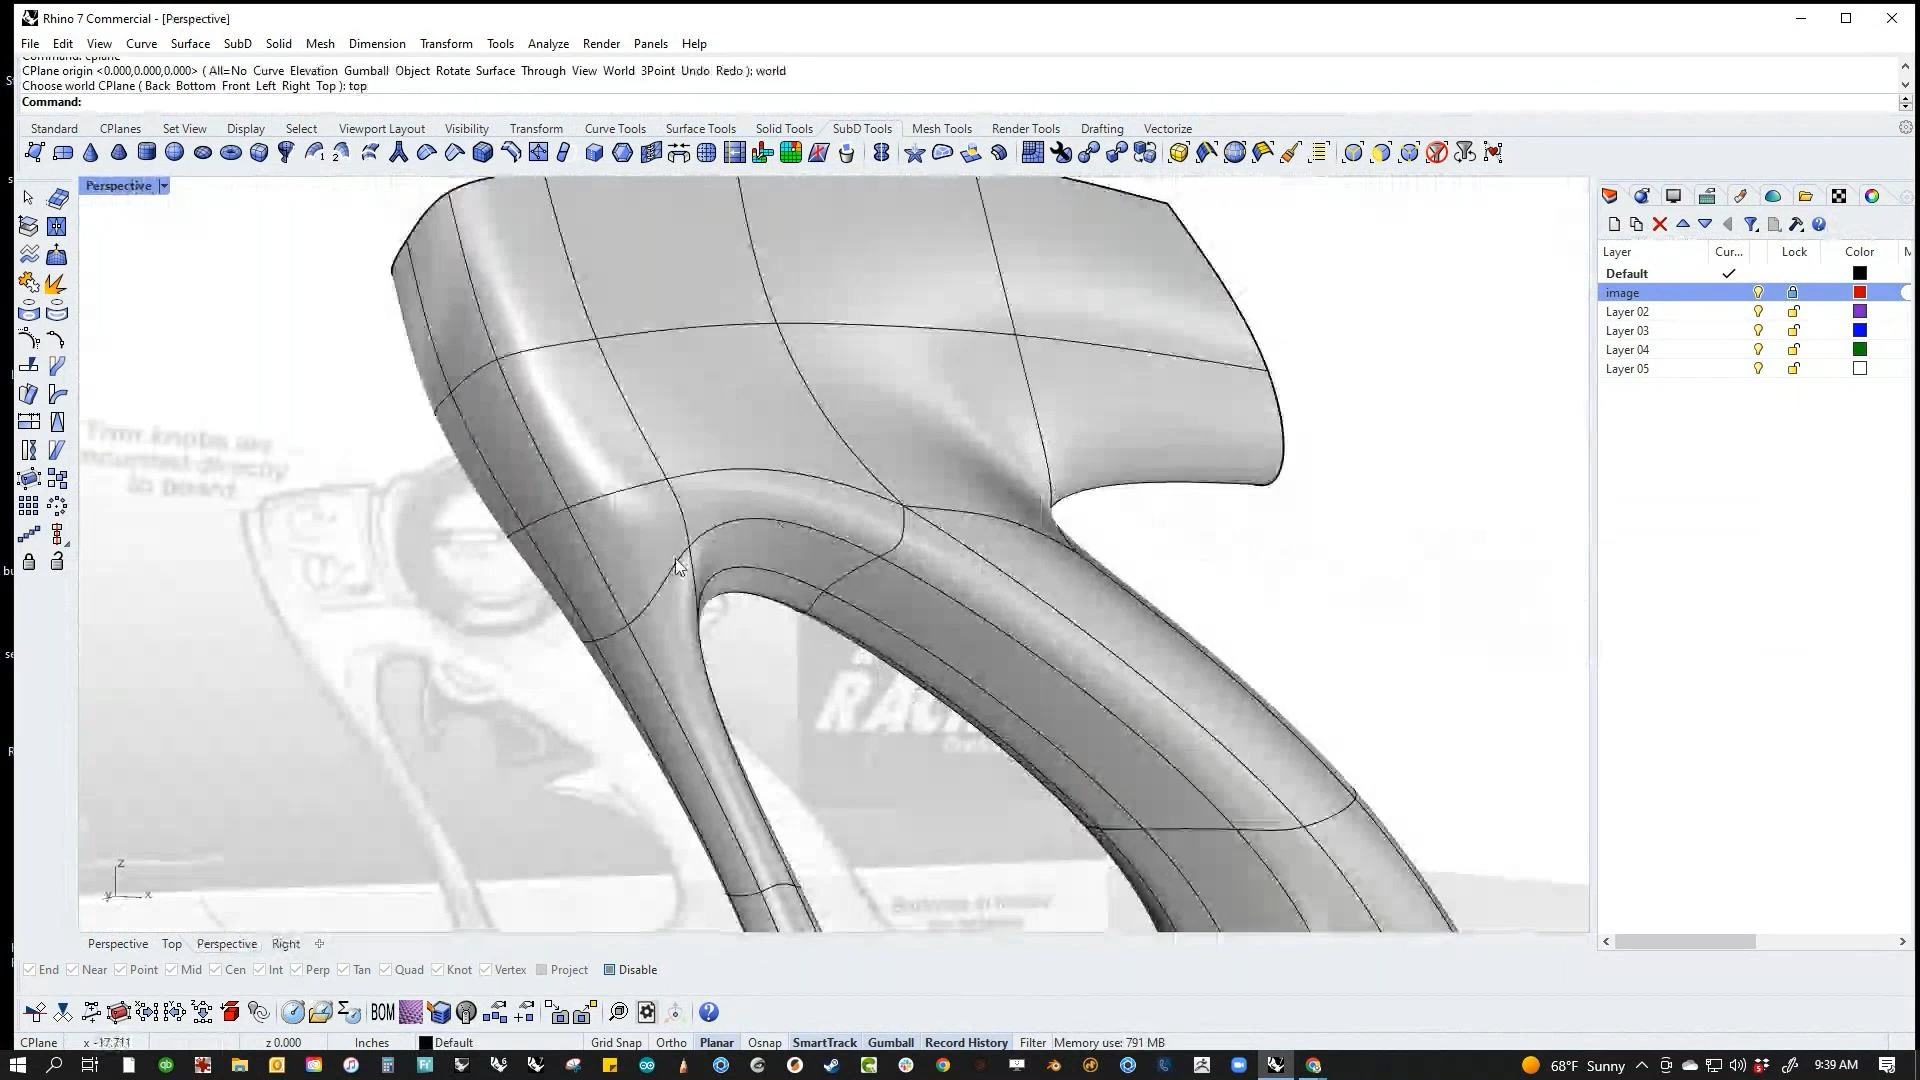 Rhino 7 Commercial - [Perspective]
File Edit View Curve Surface SubD Solid Mesh Dimension Transform Tools Analyze Render Panels Help
CPlane origin <0.000,0.000,0.000> ( All=No Curve Elevation Gumball Object Rotate Surface Through View World 3Point Undo Redo ): world
Choose world CPlane ( Back Bottom Front Left Right Top ): top
Command:
Standard CPlanes Set View Display Select Viewport Layout Visibility Transform Curve Tools Surface Tools Solid Tools SubD Tools Mesh Tools Render Tools Drafting Vectorize
Perspective
Layer Cur... Lock Color
Default
image
Layer 02
Layer 03
Layer 04
Layer 05
Trim knobs are
mounted directly
to board
z
y x
Perspective Top Perspective Right
End Near Point Mid Cen Int Perp Tan Quad Knot Vertex Project Disable
BOM
CPlane x -17.711 z 0.000 Inches Default Grid Snap Ortho Planar Osnap SmartTrack Gumball Record History Filter Memory use: 791 MB
68°F Sunny 9:39 AM